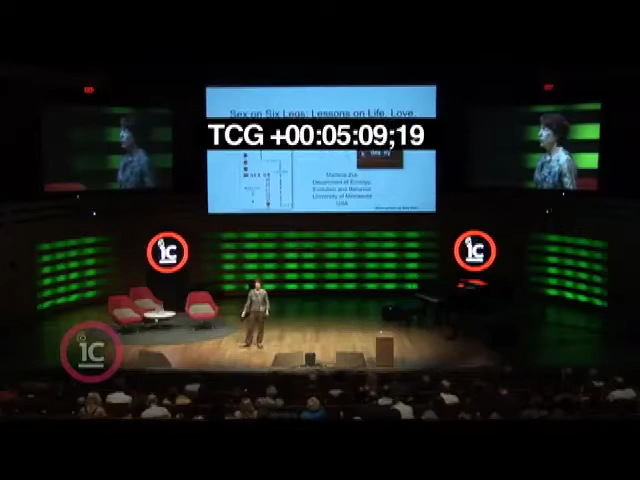 Sex on Six Legs: Lessons on Life, Love,
TCG +00:05:09;19
Marlene Zuk
Department of Ecology,
Evolution and Behavior
University of Minnesota
USA
ic
ic
ic